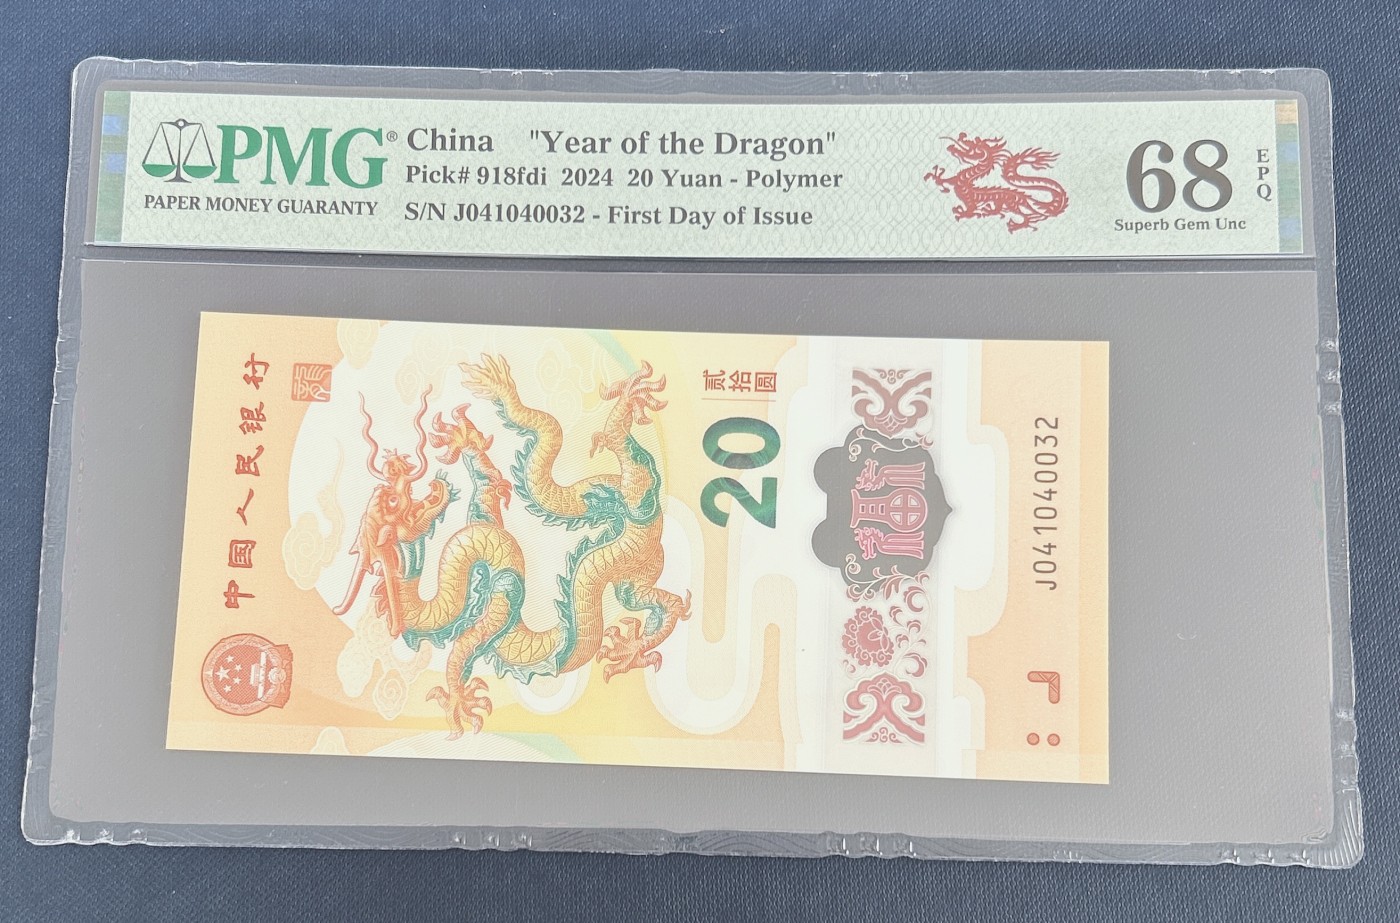 PMG®
PAPER MONEY GUARANTY
China "Year of the Dragon"
Pick# 918fdi 2024 20 Yuan - Polymer
S/N J041040032 - First Day of Issue
68
EPQ
Superb Gem Unc
中国人民银行
贰拾圆
20
J041040032